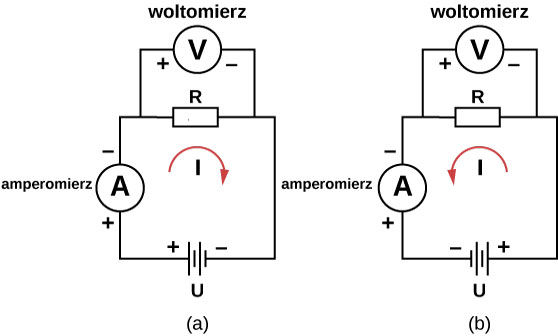 woltomierz
V
+ −
R
−
amperomierz
A
I
+
+ −
U
(a)
woltomierz
V
+ −
R
−
amperomierz
A
I
+
− +
U
(b)